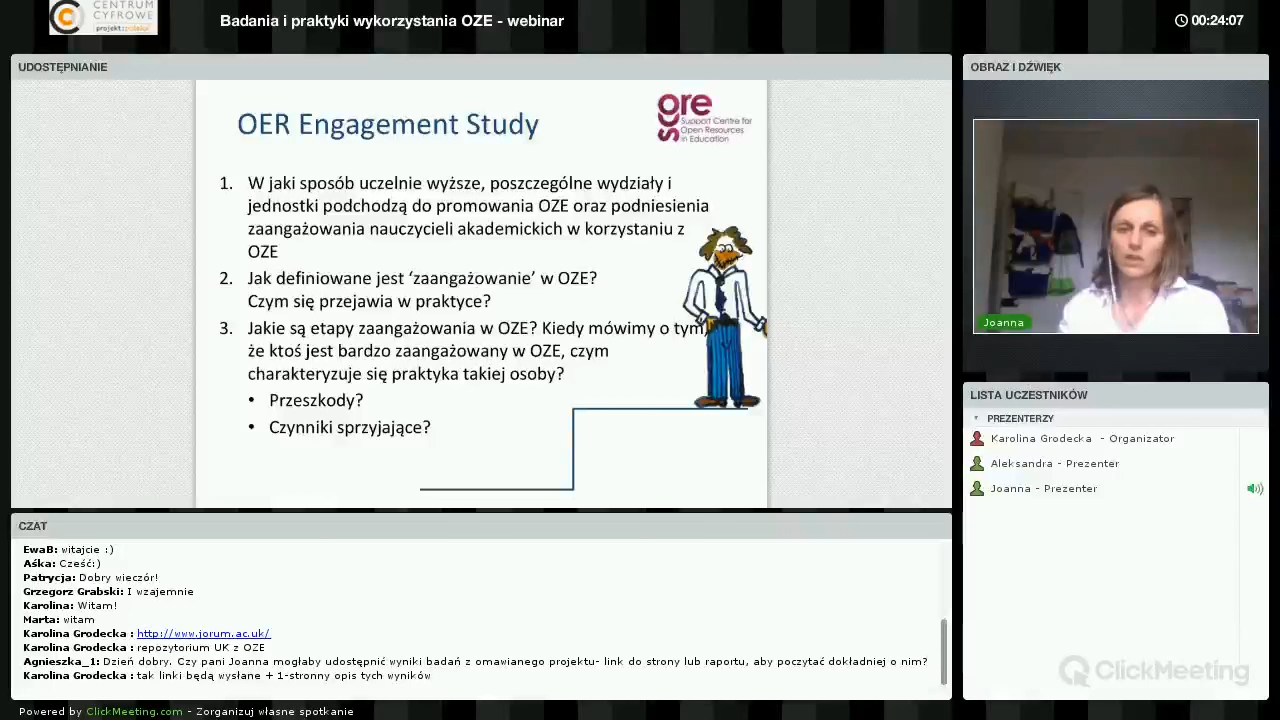 CENTRUM
CYFROWE
projekt: polska
Badania i praktyki wykorzystania OZE - webinar
00:24:07
UDOSTĘPNIANIE
OER Engagement Study
score
Support Centre for
Open Resources
in Education
1. W jaki sposób uczelnie wyższe, poszczególne wydziały i
jednostki podchodzą do promowania OZE oraz podniesienia
zaangażowania nauczycieli akademickich w korzystaniu z
OZE
2. Jak definiowane jest ‘zaangażowanie’ w OZE?
Czym się przejawia w praktyce?
3. Jakie są etapy zaangażowania w OZE? Kiedy mówimy o tym,
że ktoś jest bardzo zaangażowany w OZE, czym
charakteryzuje się praktyka takiej osoby?
• Przeszkody?
• Czynniki sprzyjające?
OBRAZ I DŹWIĘK
Joanna
LISTA UCZESTNIKÓW
PREZENTERZY
Karolina Grodecka - Organizator
Aleksandra - Prezenter
Joanna - Prezenter
CZAT
EwaB: witajcie :)
Aśka: Cześć:)
Patrycja: Dobry wieczór!
Grzegorz Grabski: I wzajemnie
Karolina: Witam!
Marta: witam
Karolina Grodecka : http://www.jorum.ac.uk/
Karolina Grodecka : repozytorium UK z OZE
Agnieszka_1: Dzień dobry. Czy pani Joanna mogłaby udostępnić wyniki badań z omawianego projektu- link do strony lub raportu, aby poczytać dokładniej o nim?
Karolina Grodecka : tak linki będą wysłane + 1-stronny opis tych wyników
ClickMeeting
Powered by ClickMeeting.com - Zorganizuj własne spotkanie